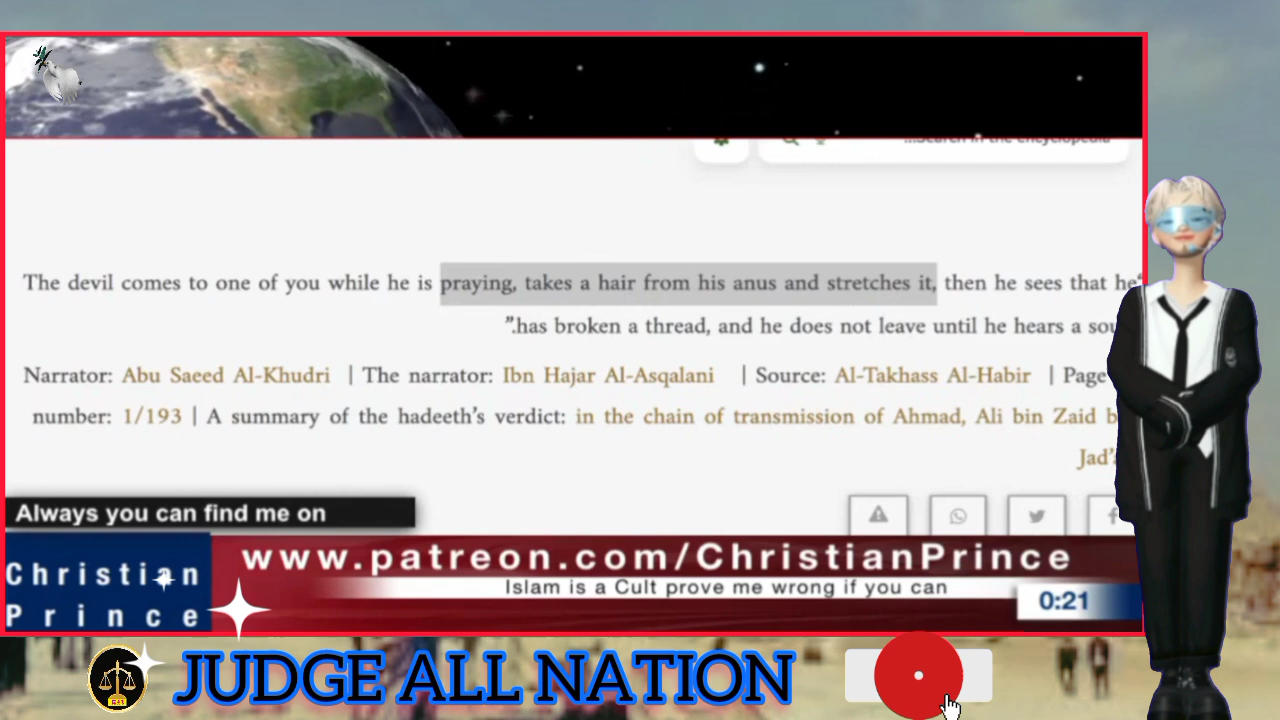 ...Search in the encyclopedia
The devil comes to one of you while he is praying, takes a hair from his anus and stretches it, then he sees that he“
”.has broken a thread, and he does not leave until he hears a
Narrator: Abu Saeed Al-Khudri | The narrator: Ibn Hajar Al-Asqalani | Source: Al-Takhass Al-Habir | Page
number: 1/193 | A summary of the hadeeth’s verdict: in the chain of transmission of Ahmad, Ali bin Zaid
Always you can find me on
www.patreon.com/ChristianPrince
Christian
Prince
Islam is a Cult prove me wrong if you can
0:21
JUDGE ALL NATION